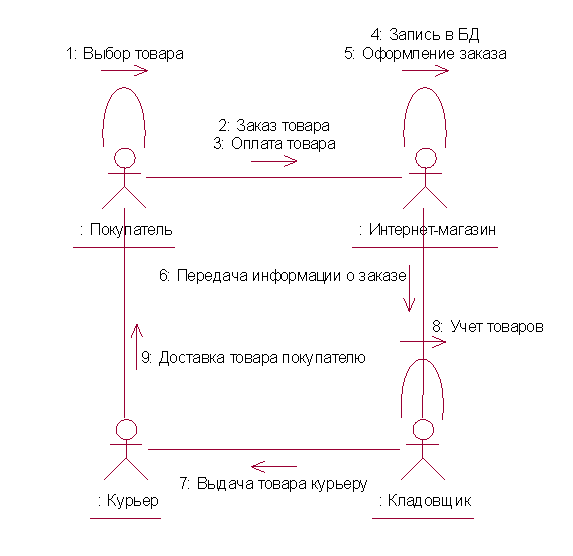 1: Выбор товара
4: Запись в БД
5: Оформление заказа
2: Заказ товара
3: Оплата товара
: Покупатель
: Интернет-магазин
6: Передача информации о заказе
8: Учет товаров
9: Доставка товара покупателю
7: Выдача товара курьеру
: Курьер
: Кладовщик